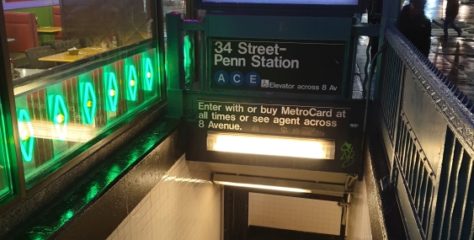 34 Street–
Penn Station
A C E Elevator across 8 Av
Enter with or buy MetroCard at
all times or see agent across
8 Avenue.